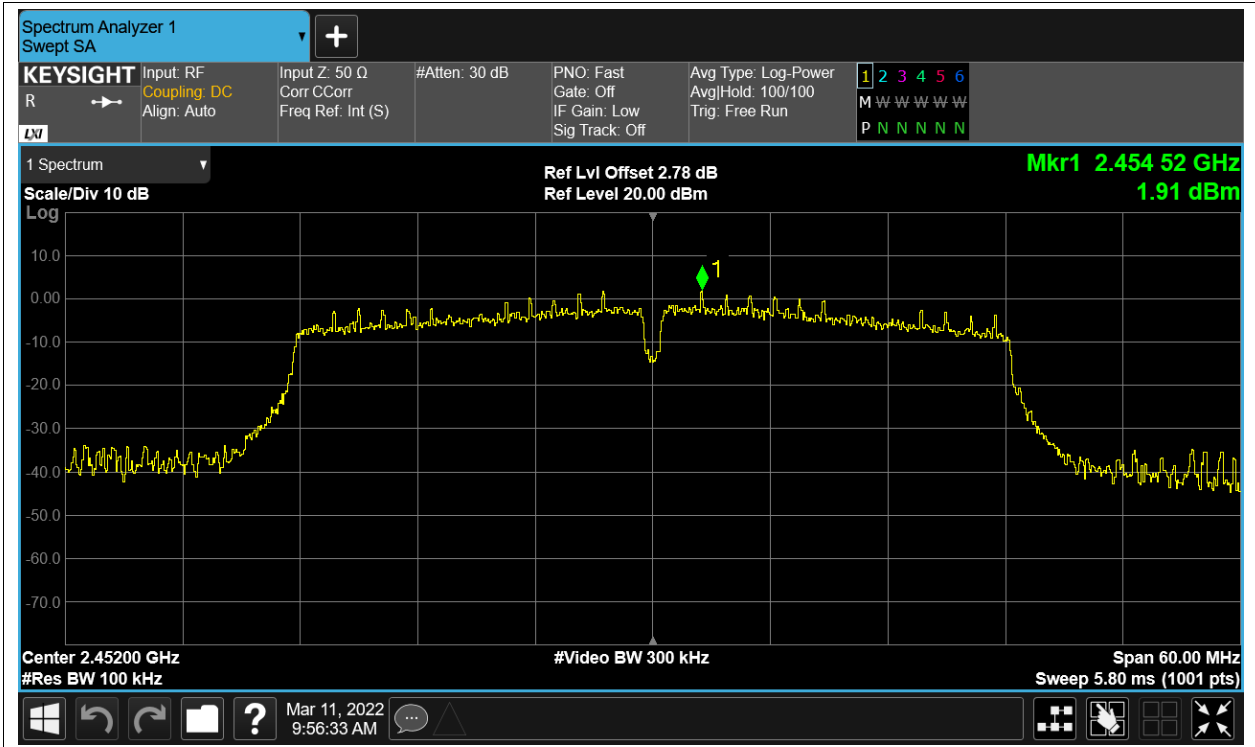 Spectrum Analyzer 1
Swept SA
KEYSIGHT
R
LXI
Input: RF
Coupling: DC
Align: Auto
Input Z: 50 Ω
Corr CCorr
Freq Ref: Int (S)
#Atten: 30 dB
PNO: Fast
Gate: Off
IF Gain: Low
Sig Track: Off
Avg Type: Log-Power
Avg|Hold: 100/100
Trig: Free Run
1 2 3 4 5 6
M W W W W W W
P N N N N N N
1 Spectrum
Scale/Div 10 dB
Ref Lvl Offset 2.78 dB
Ref Level 20.00 dBm
Mkr1 2.454 52 GHz
1.91 dBm
Log
10.0
0.00
-10.0
-20.0
-30.0
-40.0
-50.0
-60.0
-70.0
1
Center 2.45200 GHz
#Res BW 100 kHz
#Video BW 300 kHz
Span 60.00 MHz
Sweep 5.80 ms (1001 pts)
?
Mar 11, 2022
9:56:33 AM